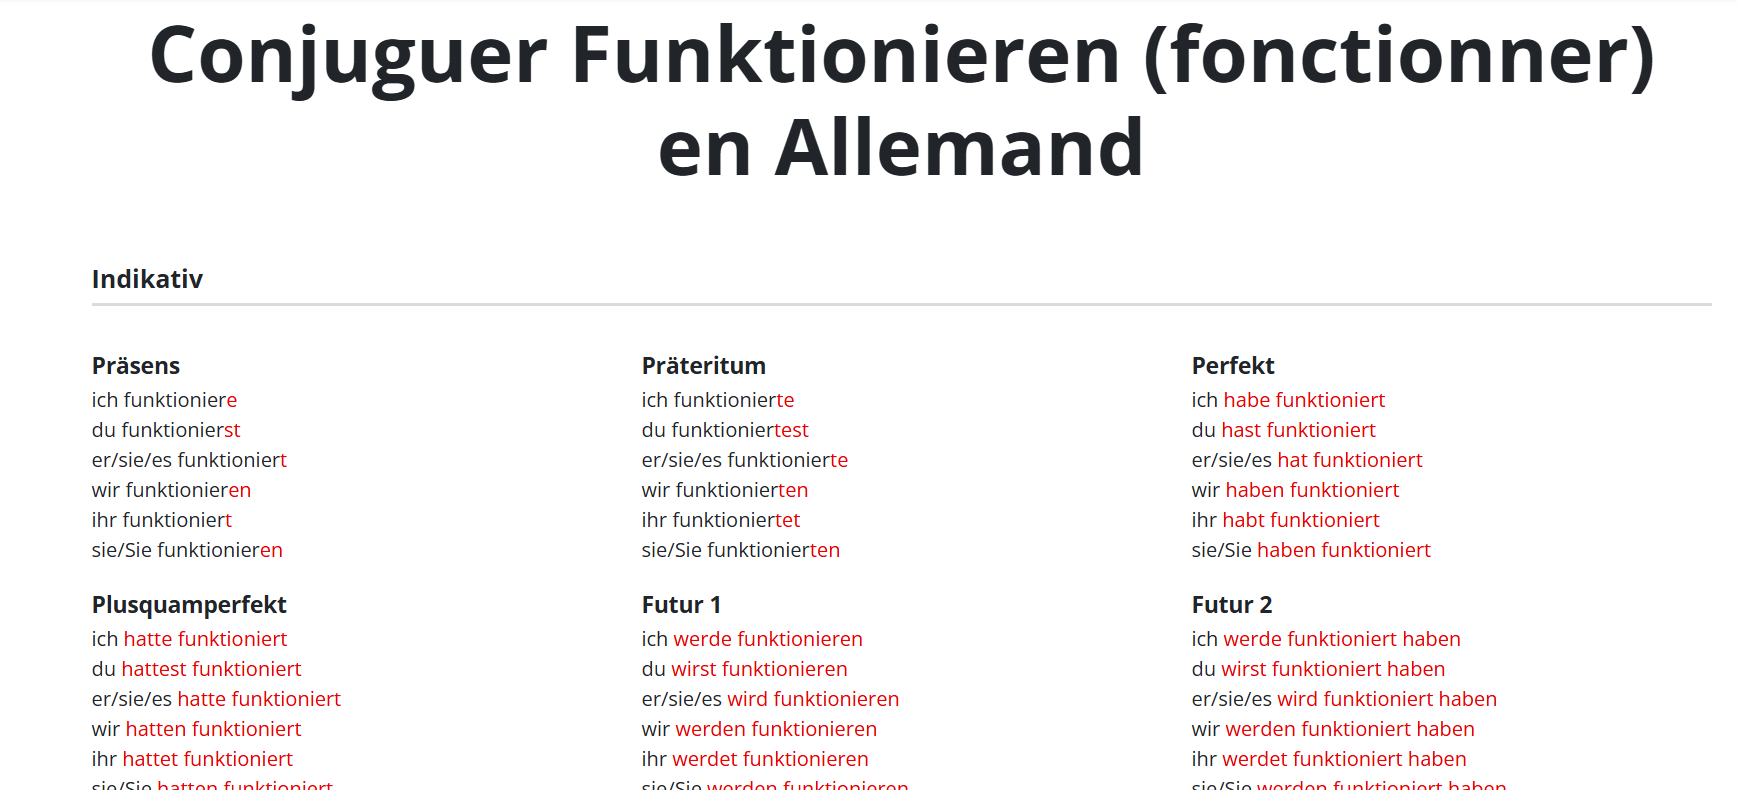 Conjuguer Funktionieren (fonctionner)
en Allemand
Indikativ
Präsens
ich funktioniere
du funktionierst
er/sie/es funktioniert
wir funktionieren
ihr funktioniert
sie/Sie funktionieren
Präteritum
ich funktionierte
du funktioniertest
er/sie/es funktionierte
wir funktionierten
ihr funktioniertet
sie/Sie funktionierten
Perfekt
ich habe funktioniert
du hast funktioniert
er/sie/es hat funktioniert
wir haben funktioniert
ihr habt funktioniert
sie/Sie haben funktioniert
Plusquamperfekt
ich hatte funktioniert
du hattest funktioniert
er/sie/es hatte funktioniert
wir hatten funktioniert
ihr hattet funktioniert
sie/Sie hatten funktioniert
Futur 1
ich werde funktionieren
du wirst funktionieren
er/sie/es wird funktionieren
wir werden funktionieren
ihr werdet funktionieren
sie/Sie werden funktionieren
Futur 2
ich werde funktioniert haben
du wirst funktioniert haben
er/sie/es wird funktioniert haben
wir werden funktioniert haben
ihr werdet funktioniert haben
sie/Sie werden funktioniert haben